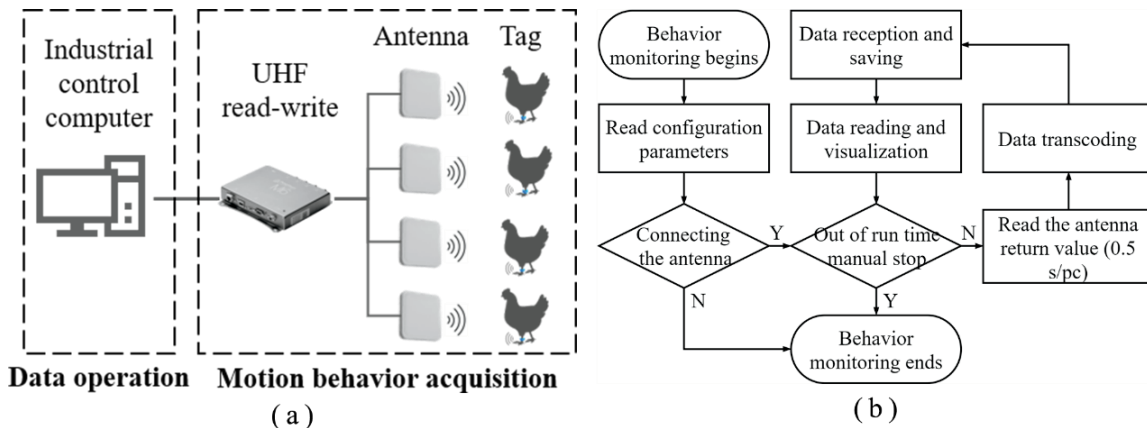 Industrial
control
computer
UHF
read-write
Antenna
Tag
Data operation
Motion behavior acquisition
( a )
Behavior
monitoring begins
Read configuration
parameters
Connecting
the antenna
Y
N
Data reception and
saving
Data reading and
visualization
Out of run time
manual stop
N
Y
Behavior
monitoring ends
Data transcoding
Read the antenna
return value (0.5
s/pc)
( b )